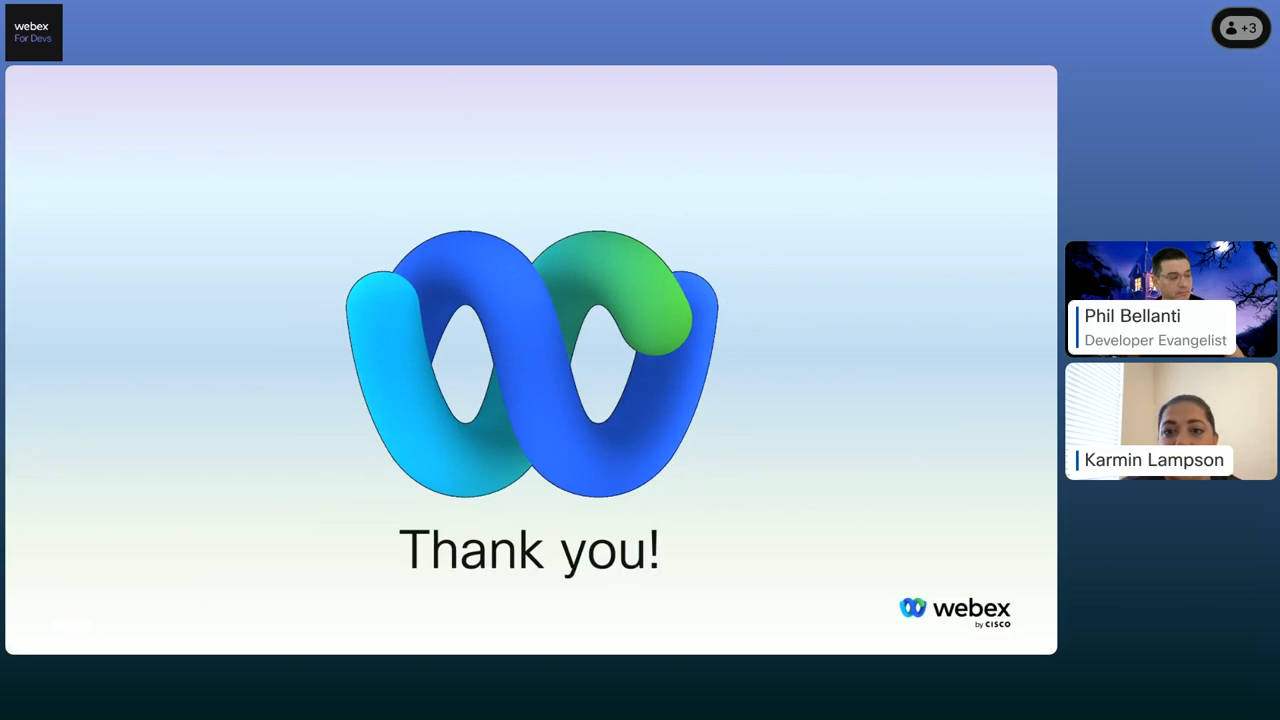 webex
For Devs
+3
Phil Bellanti
Developer Evangelist
Karmin Lampson
Thank you!
webex
by CISCO